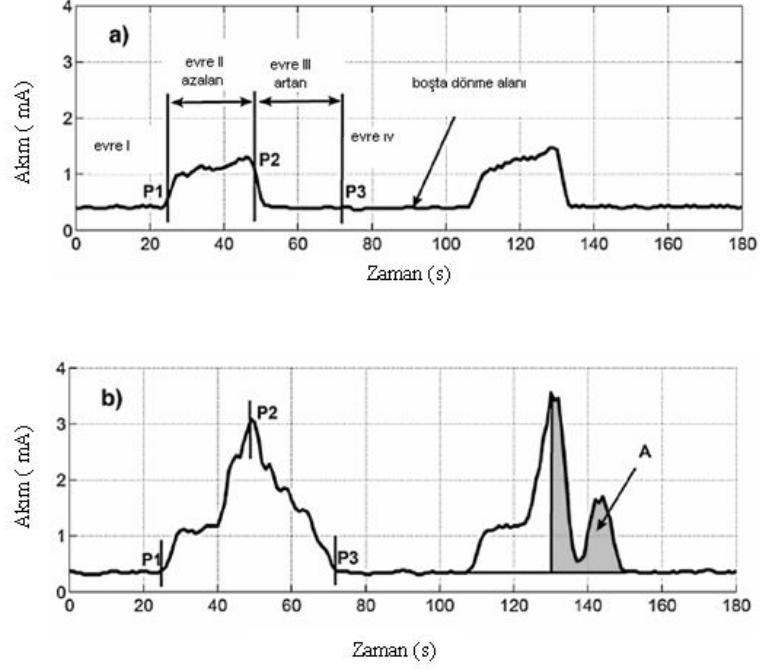 a)
Akım ( mA)
4
3
2
1
0
evre I
evre II
azalan
evre III
artan
evre ıv
boşta dönme alanı
P1
P2
P3
0 20 40 60 80 100 120 140 160 180
Zaman (s)
b)
Akım ( mA)
4
3
2
1
0
P1
P2
P3
A
0 20 40 60 80 100 120 140 160 180
Zaman (s)